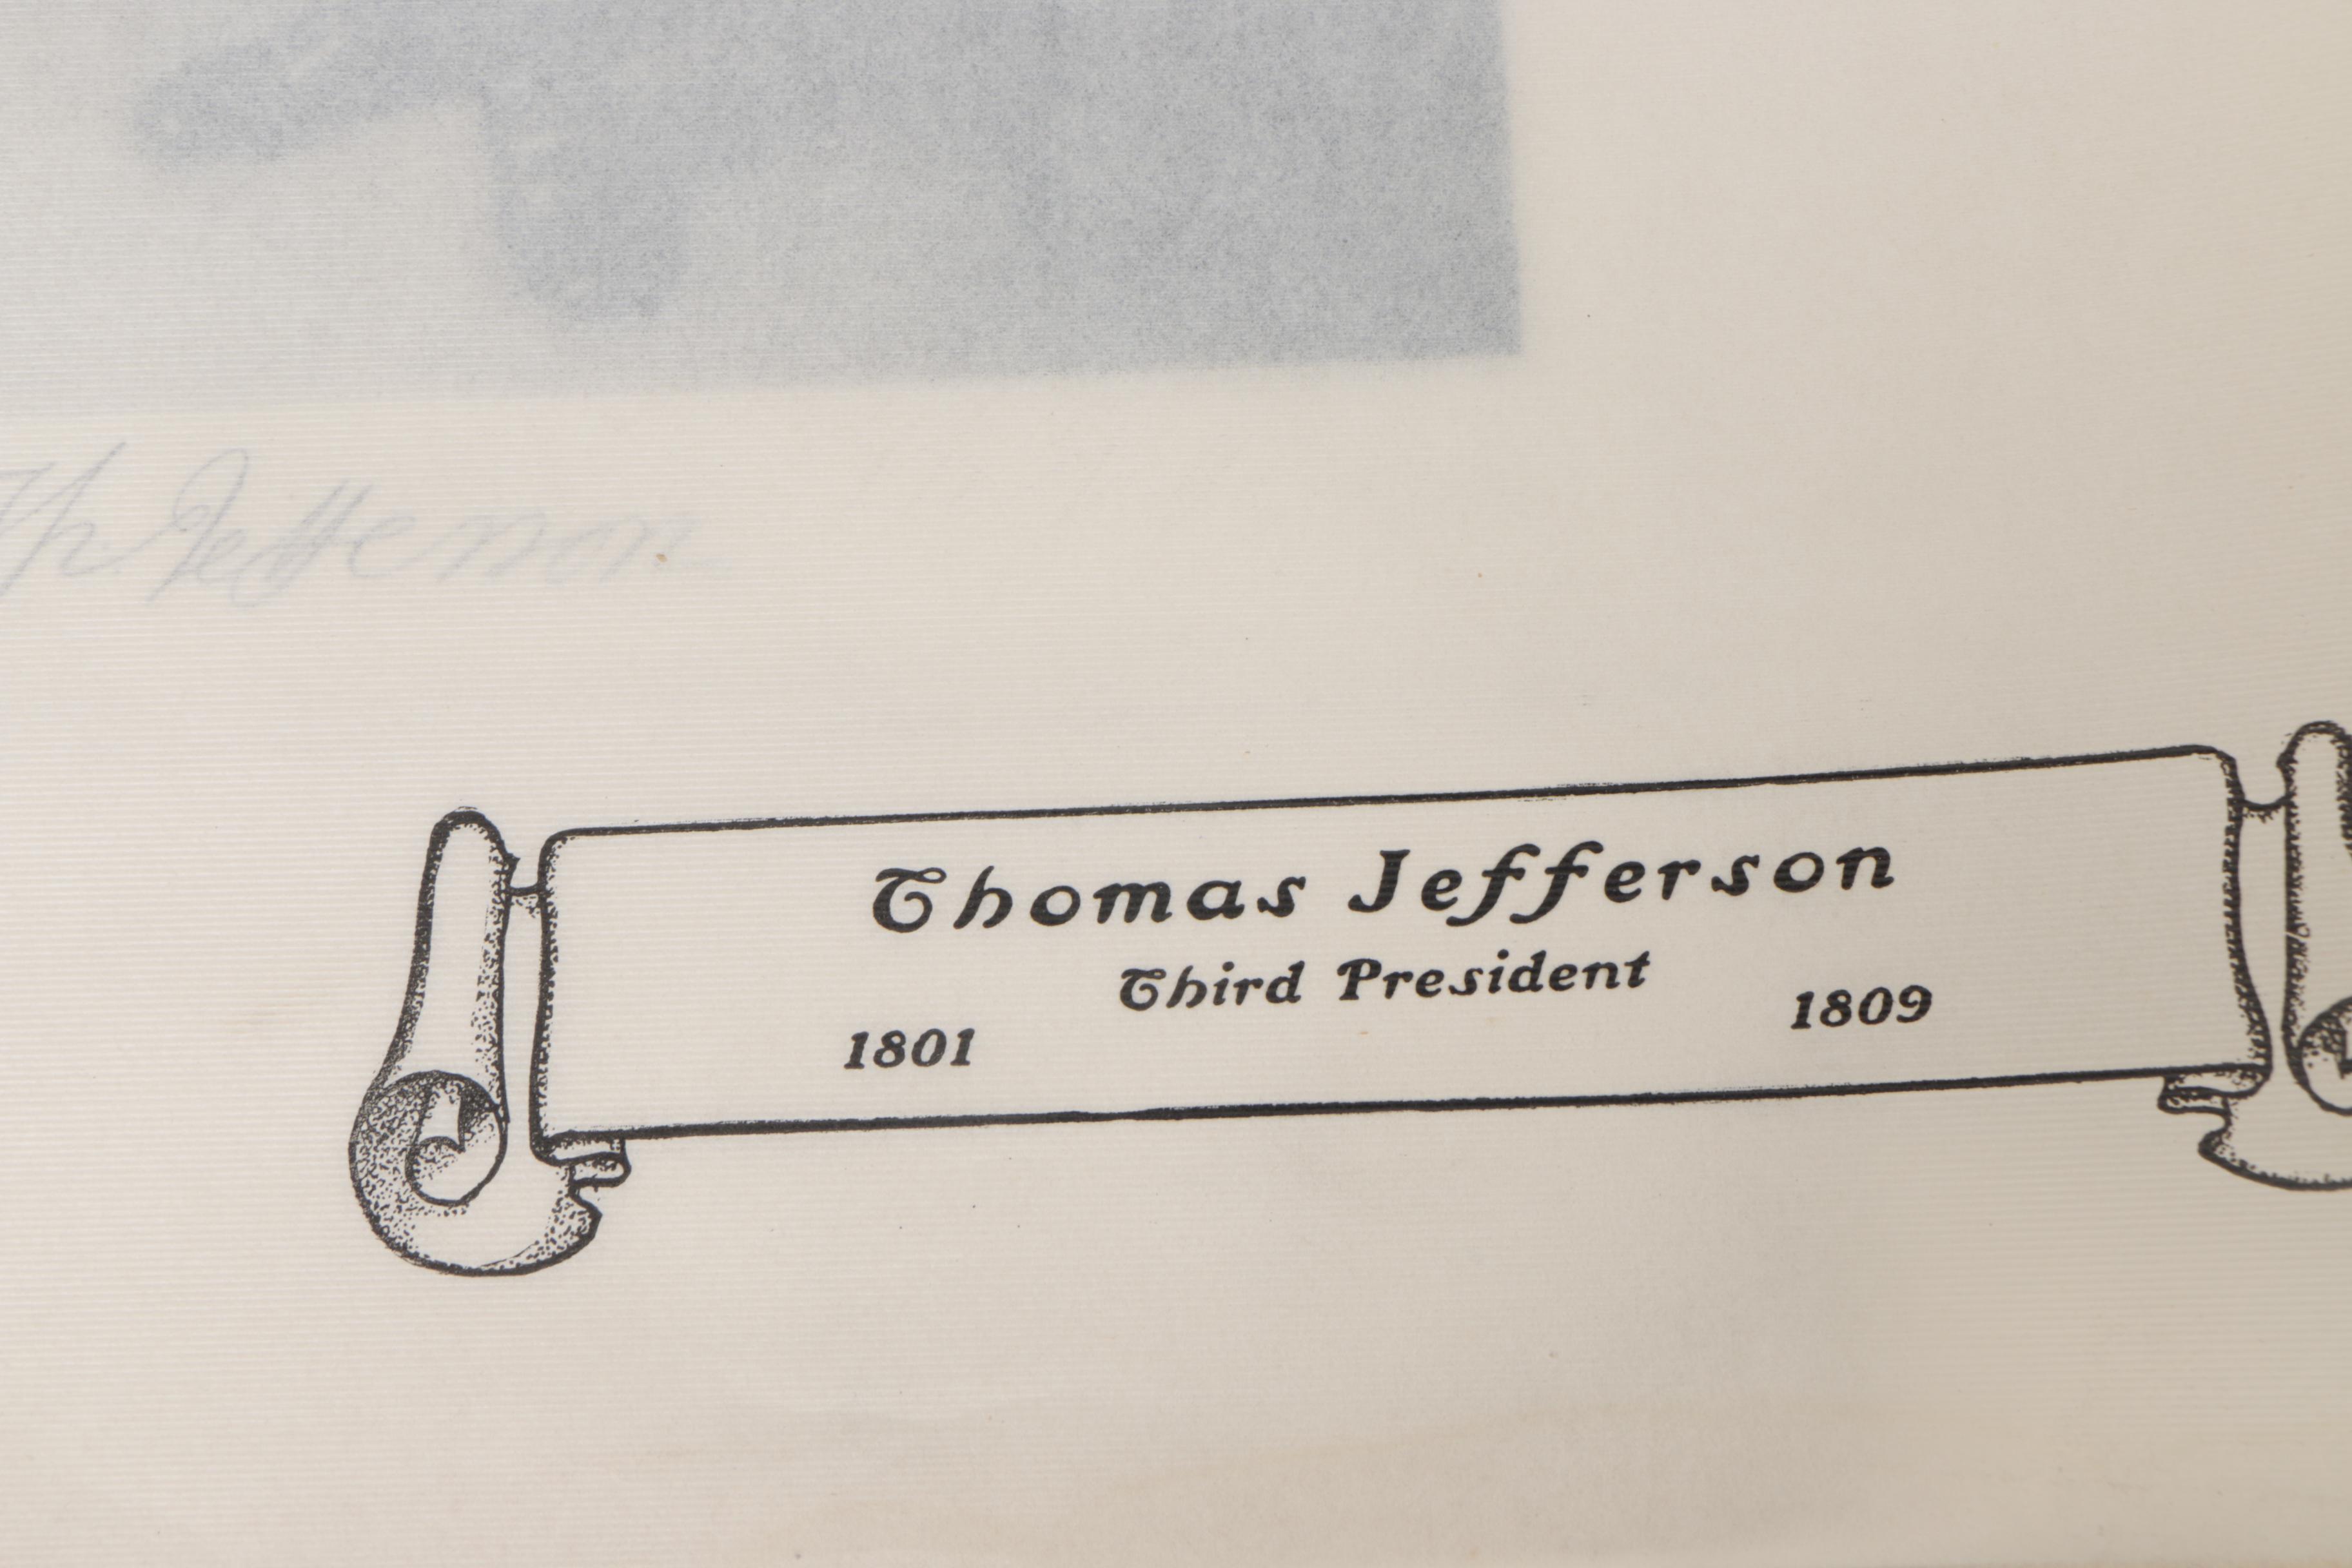 Th Jefferson
Thomas Jefferson
Third President
1801 1809